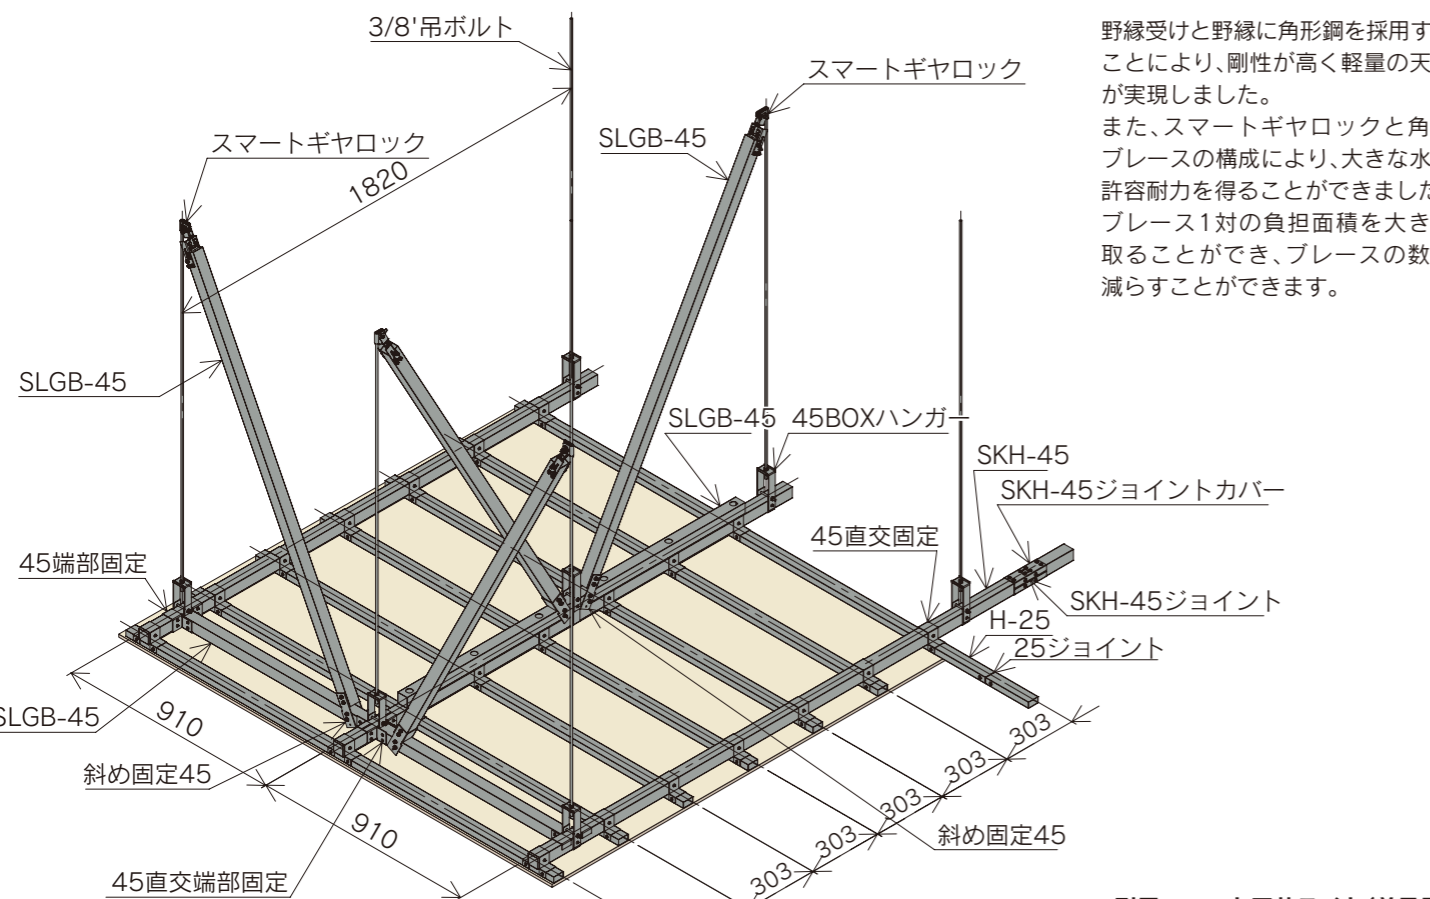 3/8'吊ボルト
スマートギヤロック
スマートギヤロック
SLGB-45
1820
SLGB-45
SLGB-45
45BOXハンガー
SKH-45
SKH-45ジョイントカバー
45直交固定
45端部固定
SKH-45ジョイント
H-25
25ジョイント
SLGB-45
910
斜め固定45
910
45直交端部固定
303
303
303
303
303
斜め固定45
野縁受けと野縁に角形鋼を採用す
ことにより、剛性が高く軽量の天
が実現しました。
また、スマートギヤロックと角
ブレースの構成により、大きな水
許容耐力を得ることができました
ブレース1対の負担面積を大き
取ることができ、ブレースの数
減らすことができます。